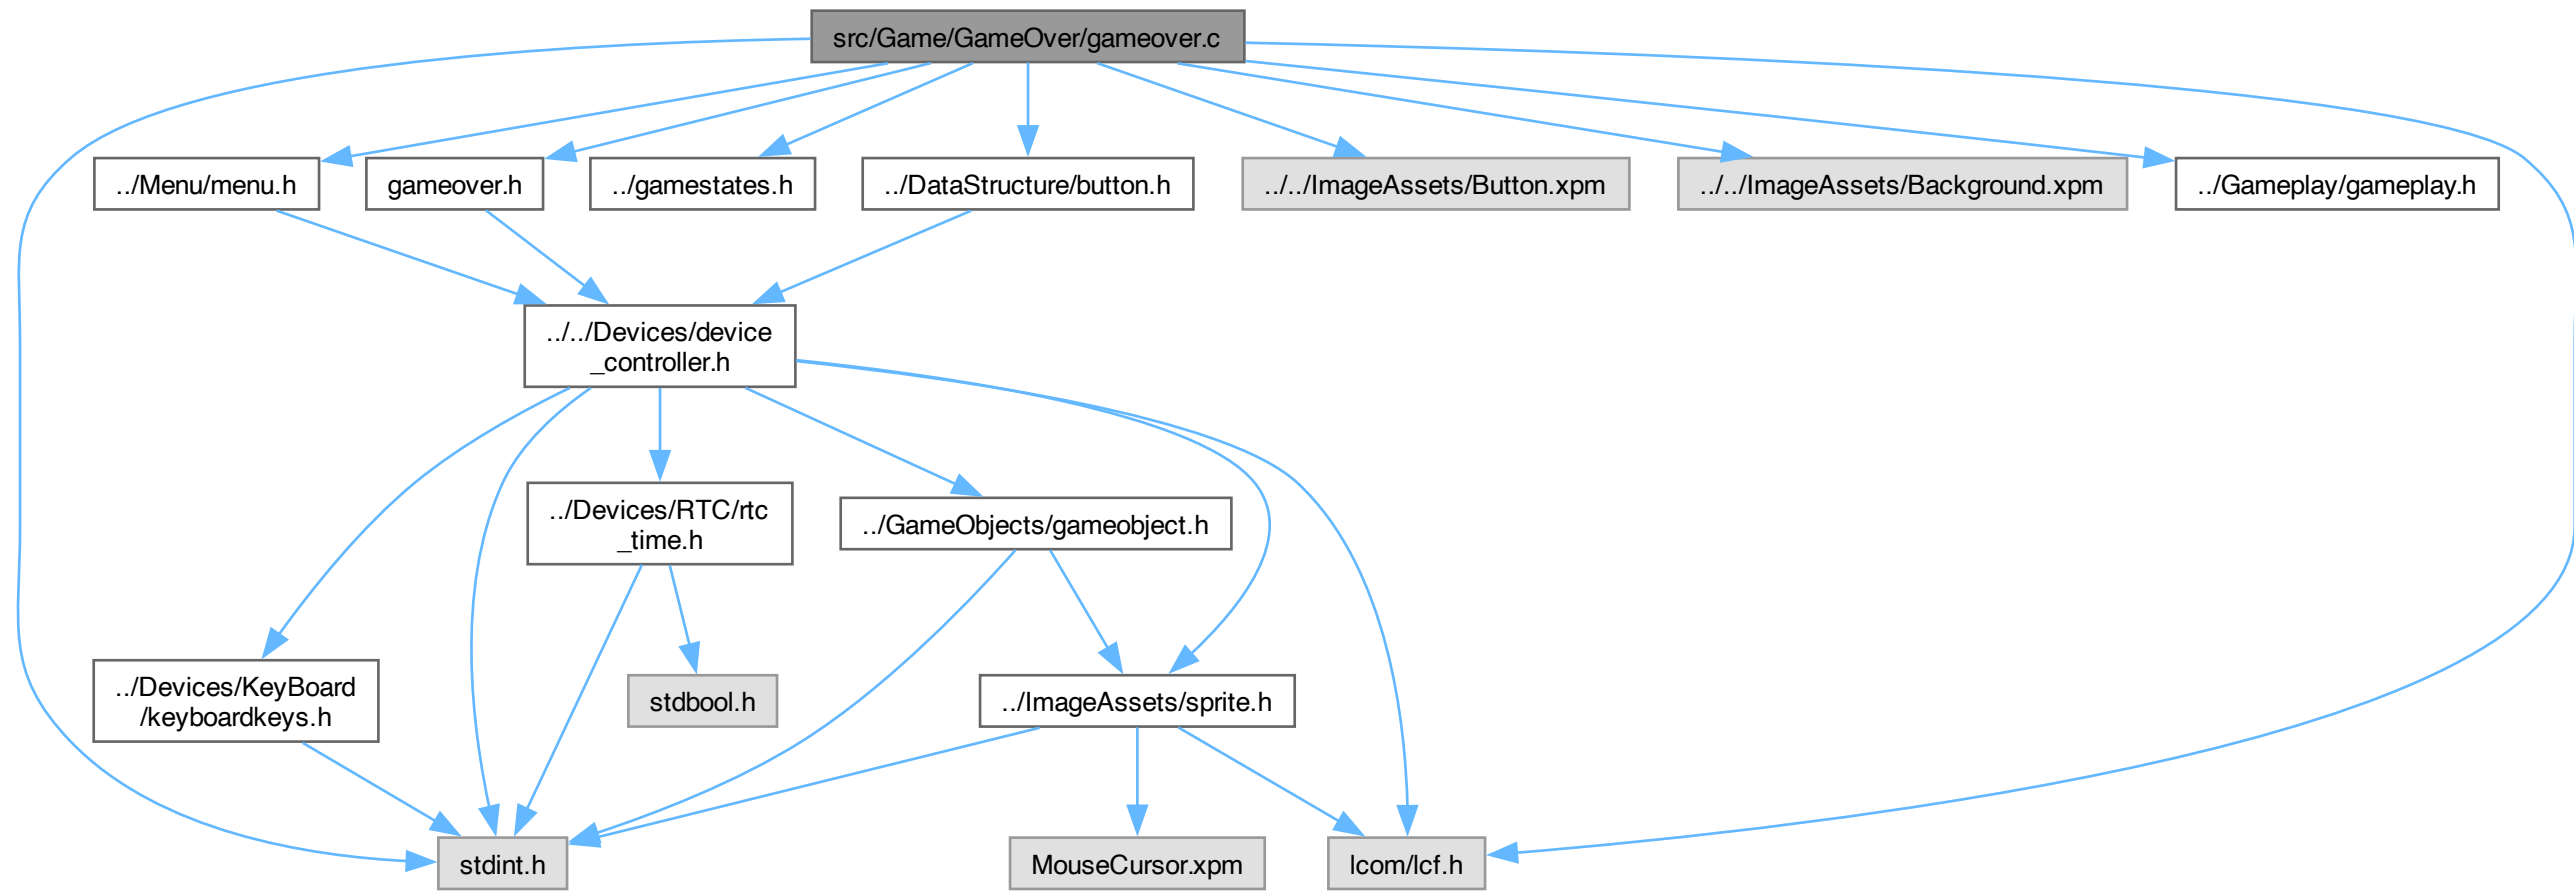 src/Game/GameOver/gameover.c
../Menu/menu.h
gameover.h
../gamestates.h
../DataStructure/button.h
../../ImageAssets/Button.xpm
../../ImageAssets/Background.xpm
../Gameplay/gameplay.h
../../Devices/device
_controller.h
../Devices/RTC/rtc
_time.h
../GameObjects/gameobject.h
../Devices/KeyBoard
/keyboardkeys.h
stdbool.h
../ImageAssets/sprite.h
stdint.h
MouseCursor.xpm
lcom/lcf.h